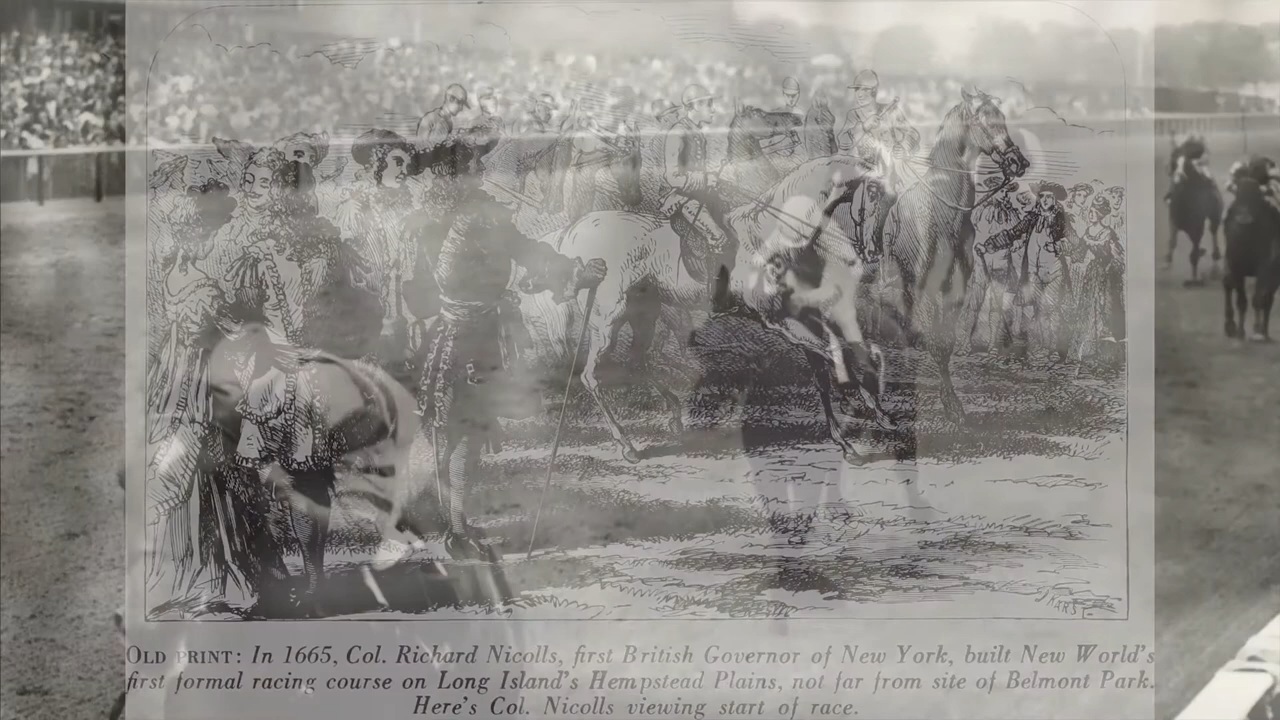 OLD PRINT: In 1665, Col. Richard Nicolls, first British Governor of New York, built New World's
first formal racing course on Long Island's Hempstead Plains, not far from site of Belmont Park.
Here's Col. Nicolls viewing start of race.